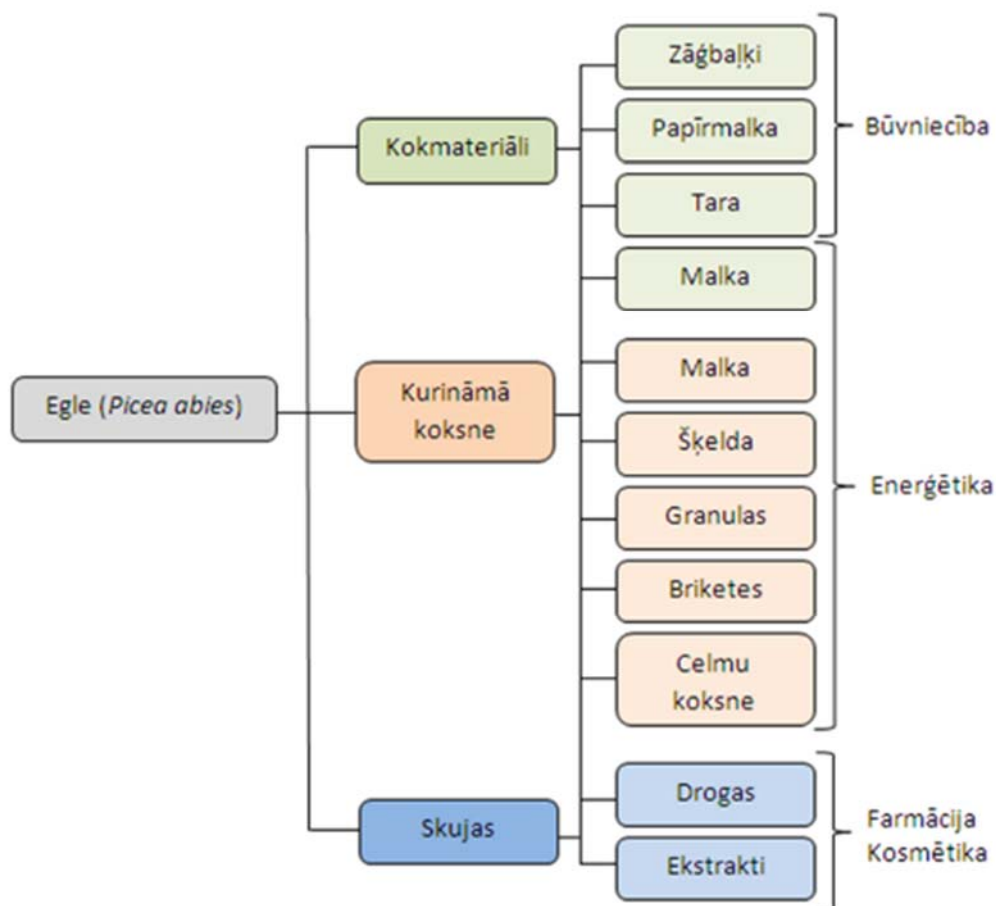 Zāģbaļķi
Papīrmalka
Tara
Malka
Būvniecība
Kokmateriāli
Egle (Picea abies)
Kurināmā
koksne
Malka
Šķelda
Granulas
Briketes
Celmu
koksne
Enerģētika
Skujas
Drogas
Ekstrakti
Farmācija
Kosmētika